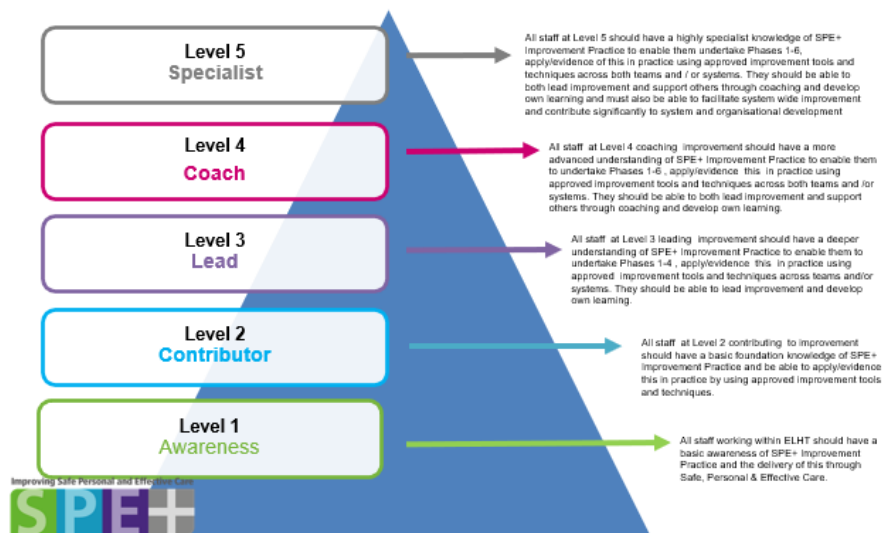 Level 5
Specialist
All staff at Level 5 should have a highly specialist knowledge of SPE+
Improvement Practice to enable them undertake Phases 1-6,
apply/evidence of this in practice using approved improvement tools and
techniques across both teams and / or systems. They should be able to
both lead improvement and support others through coaching and develop
own learning and must also be able to facilitate system wide improvement
and contribute significantly to system and organisational development
Level 4
Coach
All staff at Level 4 coaching improvement should have a more
advanced understanding of SPE+ Improvement Practice to enable them
to undertake Phases 1-6 , apply/evidence this in practice using
approved improvement tools and techniques across both teams and /or
systems. They should be able to both lead improvement and support
others through coaching and develop own learning.
Level 3
Lead
All staff at Level 3 leading improvement should have a deeper
understanding of SPE+ Improvement Practice to enable them to
undertake Phases 1-4 , apply/evidence this in practice using
approved improvement tools and techniques across teams and/or
systems. They should be able to lead improvement and develop
own learning.
Level 2
Contributor
All staff at Level 2 contributing to improvement
should have a basic foundation knowledge of SPE+
Improvement Practice and be able to apply/evidence
this in practice by using approved improvement tools
and techniques.
Level 1
Awareness
All staff working within ELHT should have a
basic awareness of SPE+ Improvement
Practice and the delivery of this through
Safe, Personal & Effective Care.
Improving Safe Personal and Effective Care
SPE+